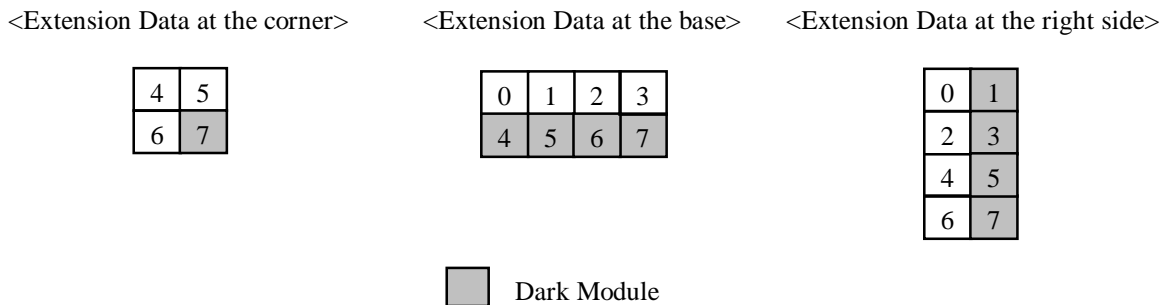 <Extension Data at the corner> <Extension Data at the base> <Extension Data at the right side>
4 5
6 7
0 1 2 3
4 5 6 7
0 1
2 3
4 5
6 7
Dark Module